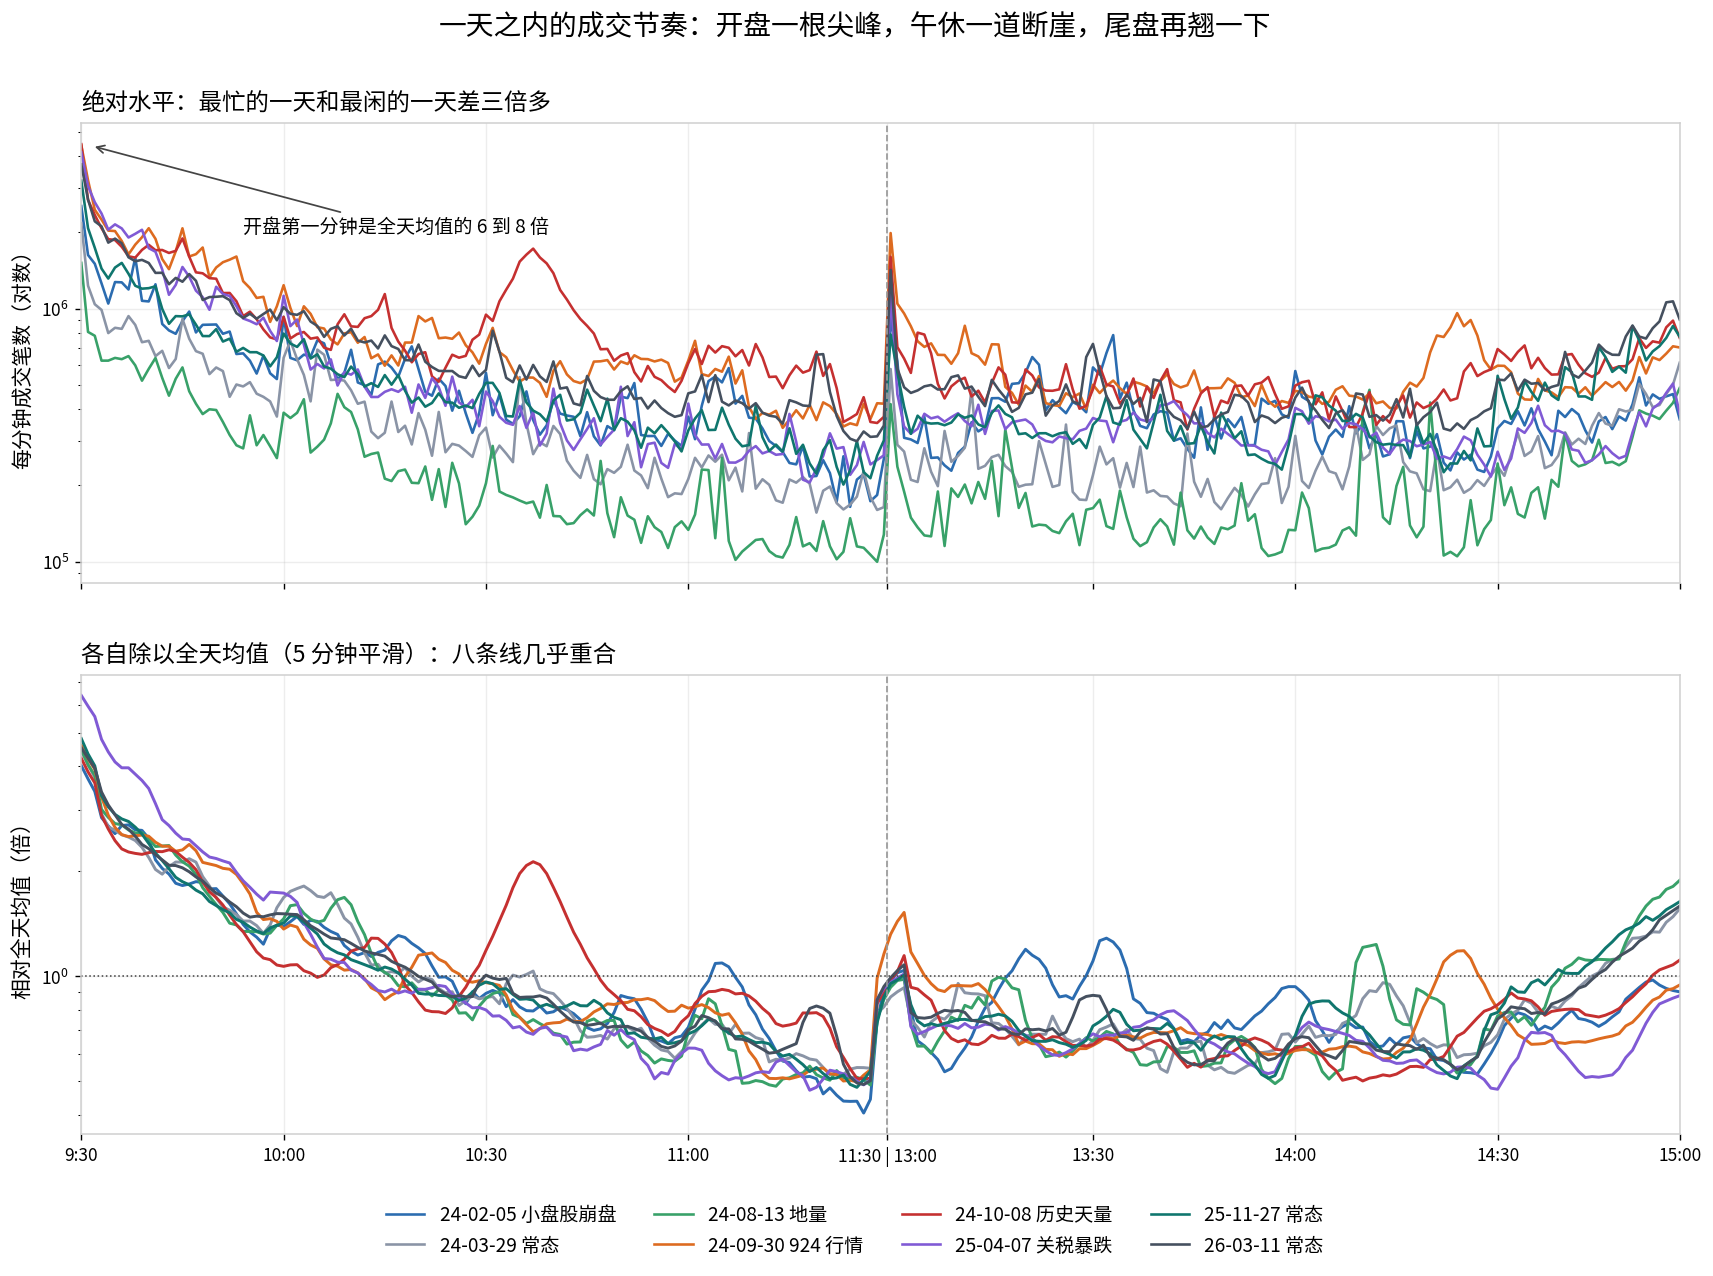 一天之内的成交节奏：开盘一根尖峰，午休一道断崖，尾盘再翘一下
绝对水平：最忙的一天和最闲的一天差三倍多
每分钟成交笔数（对数）
10⁶
10⁵
开盘第一分钟是全天均值的 6 到 8 倍
各自除以全天均值（5 分钟平滑）：八条线几乎重合
相对全天均值（倍）
10⁰
9:30 10:00 10:30 11:00 11:30│13:00 13:30 14:00 14:30 15:00
24-02-05 小盘股崩盘 24-08-13 地量 24-10-08 历史天量 25-11-27 常态
24-03-29 常态 24-09-30 924 行情 25-04-07 关税暴跌 26-03-11 常态